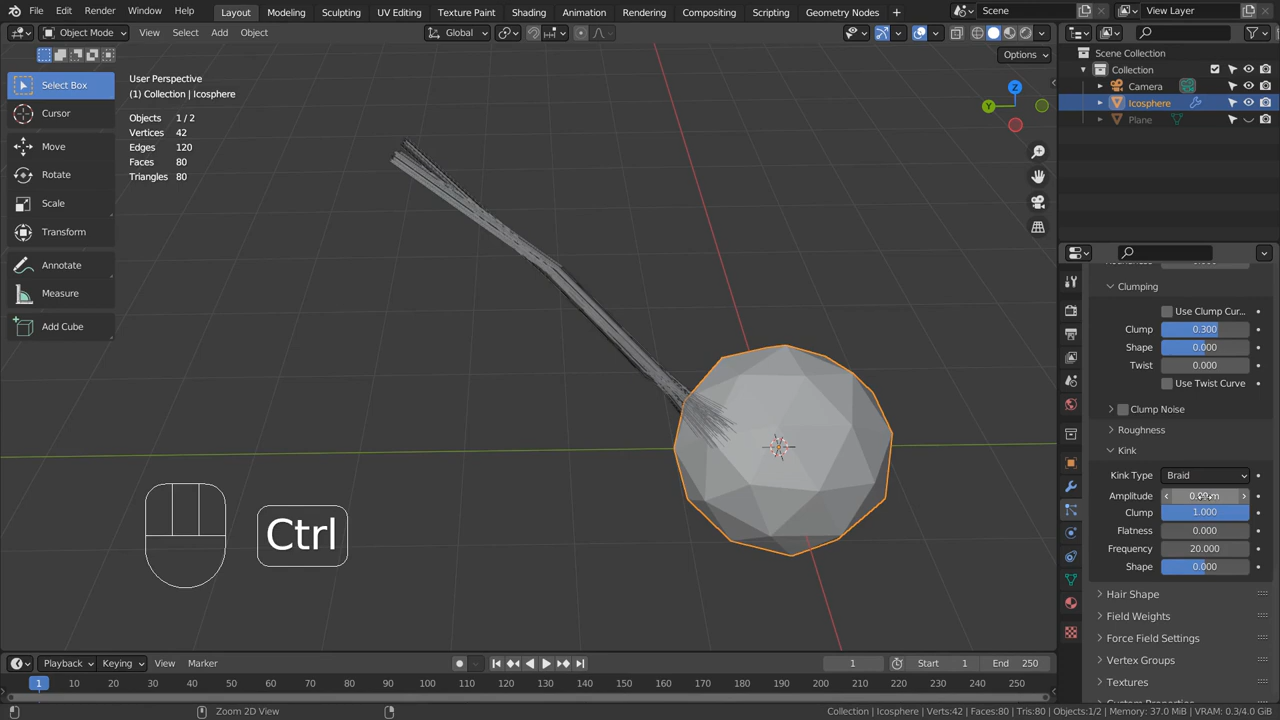 File Edit Render Window Help Layout Modeling Sculpting UV Editing Texture Paint Shading Animation Rendering Compositing Scripting Geometry Nodes + Scene View Layer
Object Mode View Select Add Object Global
Options
Select Box
Cursor
Move
Rotate
Scale
Transform
Annotate
Measure
Add Cube
User Perspective
(1) Collection | Icosphere
Objects 1 / 2
Vertices 42
Edges 120
Faces 80
Triangles 80
Z
Y
Ctrl
Scene Collection
Collection
Camera
Icosphere
Plane
Clumping
Use Clump Cur...
Clump 0.300
Shape 0.000
Twist 0.000
Use Twist Curve
Clump Noise
Roughness
Kink
Kink Type Braid
Amplitude
Clump 1.000
Flatness 0.000
Frequency 20.000
Shape 0.000
Hair Shape
Field Weights
Force Field Settings
Vertex Groups
Textures
Playback Keying View Marker 1 Start 1 End 250
1 10 20 30 40 50 60 70 80 90 100 110 120 130 140 150 160 170 180 190 200 210 220 230 240 250
Zoom 2D View
Collection | Icosphere | Verts:42 | Faces:80 | Tris:80 | Objects:1/2 | Memory: 37.0 MiB | VRAM: 0.3/4.0 GiB